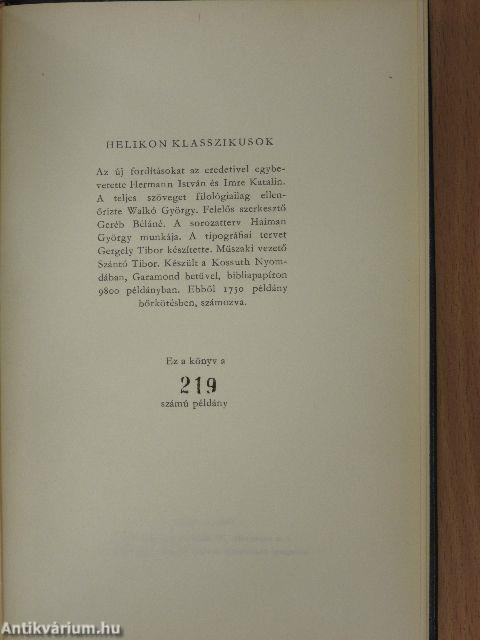 HELIKON KLASSZIKUSOK
Az új fordításokat az eredetivel egybe-
vetette Hermann István és Imre Katalin.
A teljes szöveget filológiailag ellen-
őrizte Walkó György. Felelős szerkesztő
Geréb Béláné. A sorozatterv Haiman
György munkája. A tipográfiai tervet
Gergely Tibor készítette. Műszaki vezető
Szántó Tibor. Készült a Kossuth Nyom-
dában, Garamond betűvel, bibliapapíron
9800 példányban. Ebből 1750 példány
bőrkötésben, számozva.
Ez a könyv a
219
számú példány
Antikvárium.hu